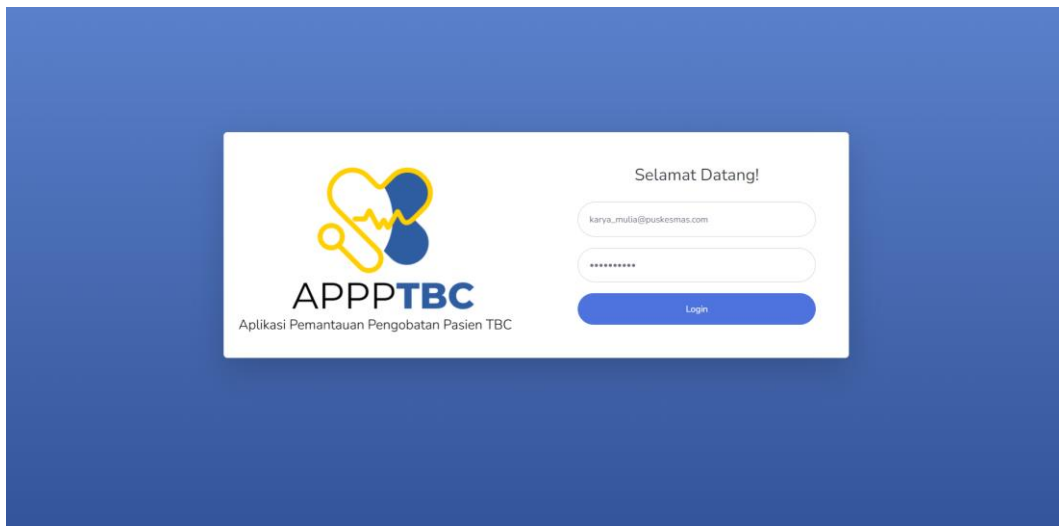 APPPTBC
Aplikasi Pemantauan Pengobatan Pasien TBC
Selamat Datang!
karya_mulia@puskesmas.com
••••••••••
Login